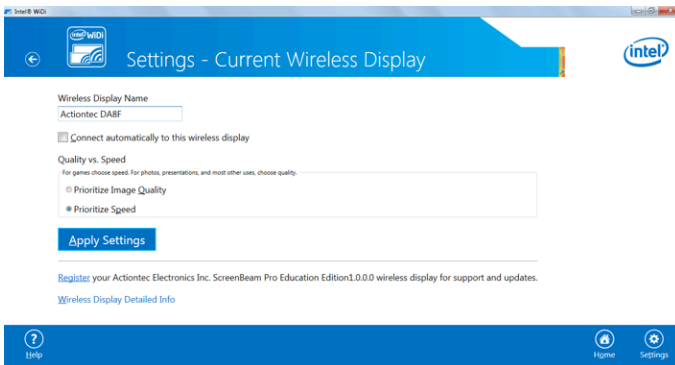 Intel® WiDi
intel WiDi
Settings - Current Wireless Display
intel
Wireless Display Name
Actiontec DA8F
Connect automatically to this wireless display
Quality vs. Speed
For games choose speed. For photos, presentations, and most other uses, choose quality.
Prioritize Image Quality
Prioritize Speed
Apply Settings
Register your Actiontec Electronics Inc. ScreenBeam Pro Education Edition1.0.0.0 wireless display for support and updates.
Wireless Display Detailed Info
?
Help
Home
Settings